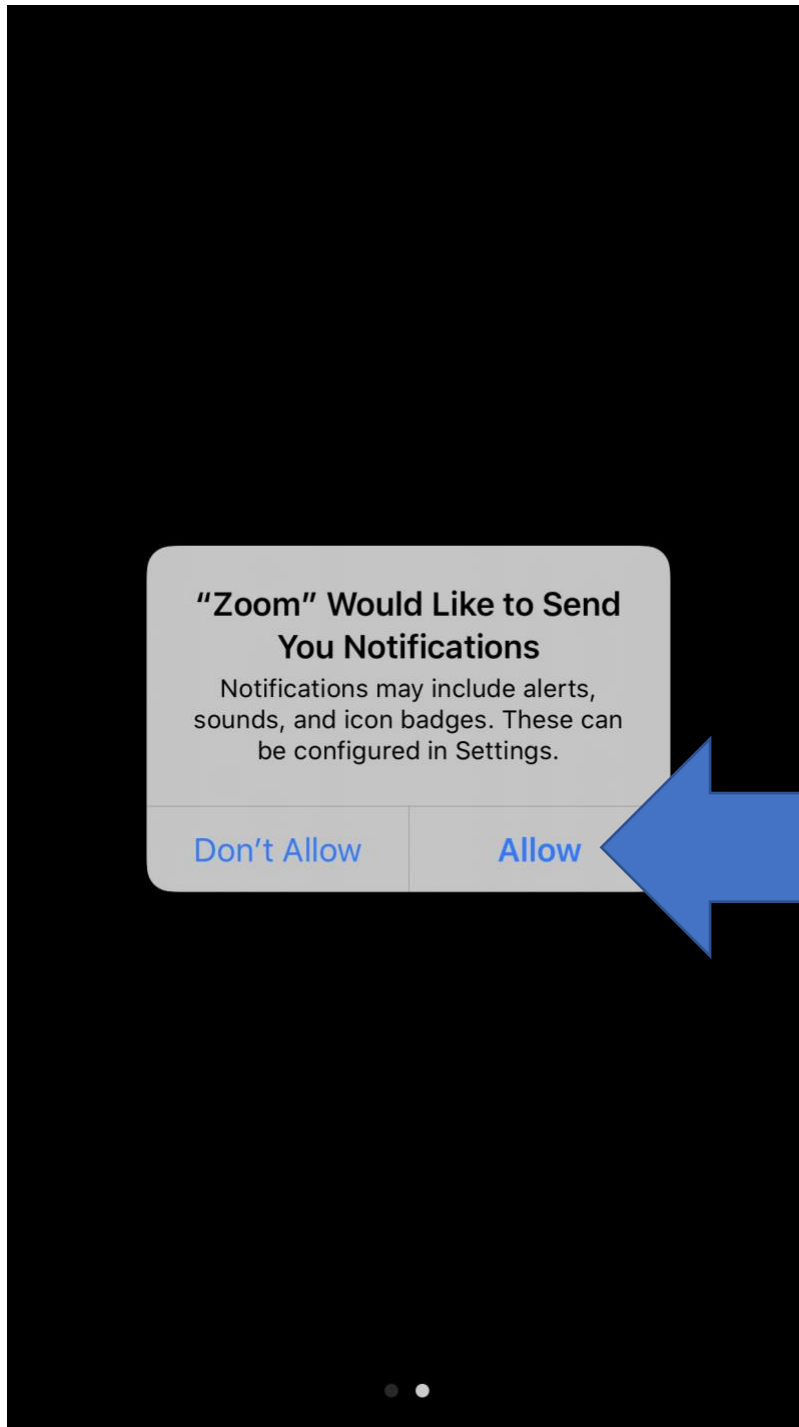 “Zoom” Would Like to Send
You Notifications
Notifications may include alerts,
sounds, and icon badges. These can
be configured in Settings.
Don’t Allow
Allow